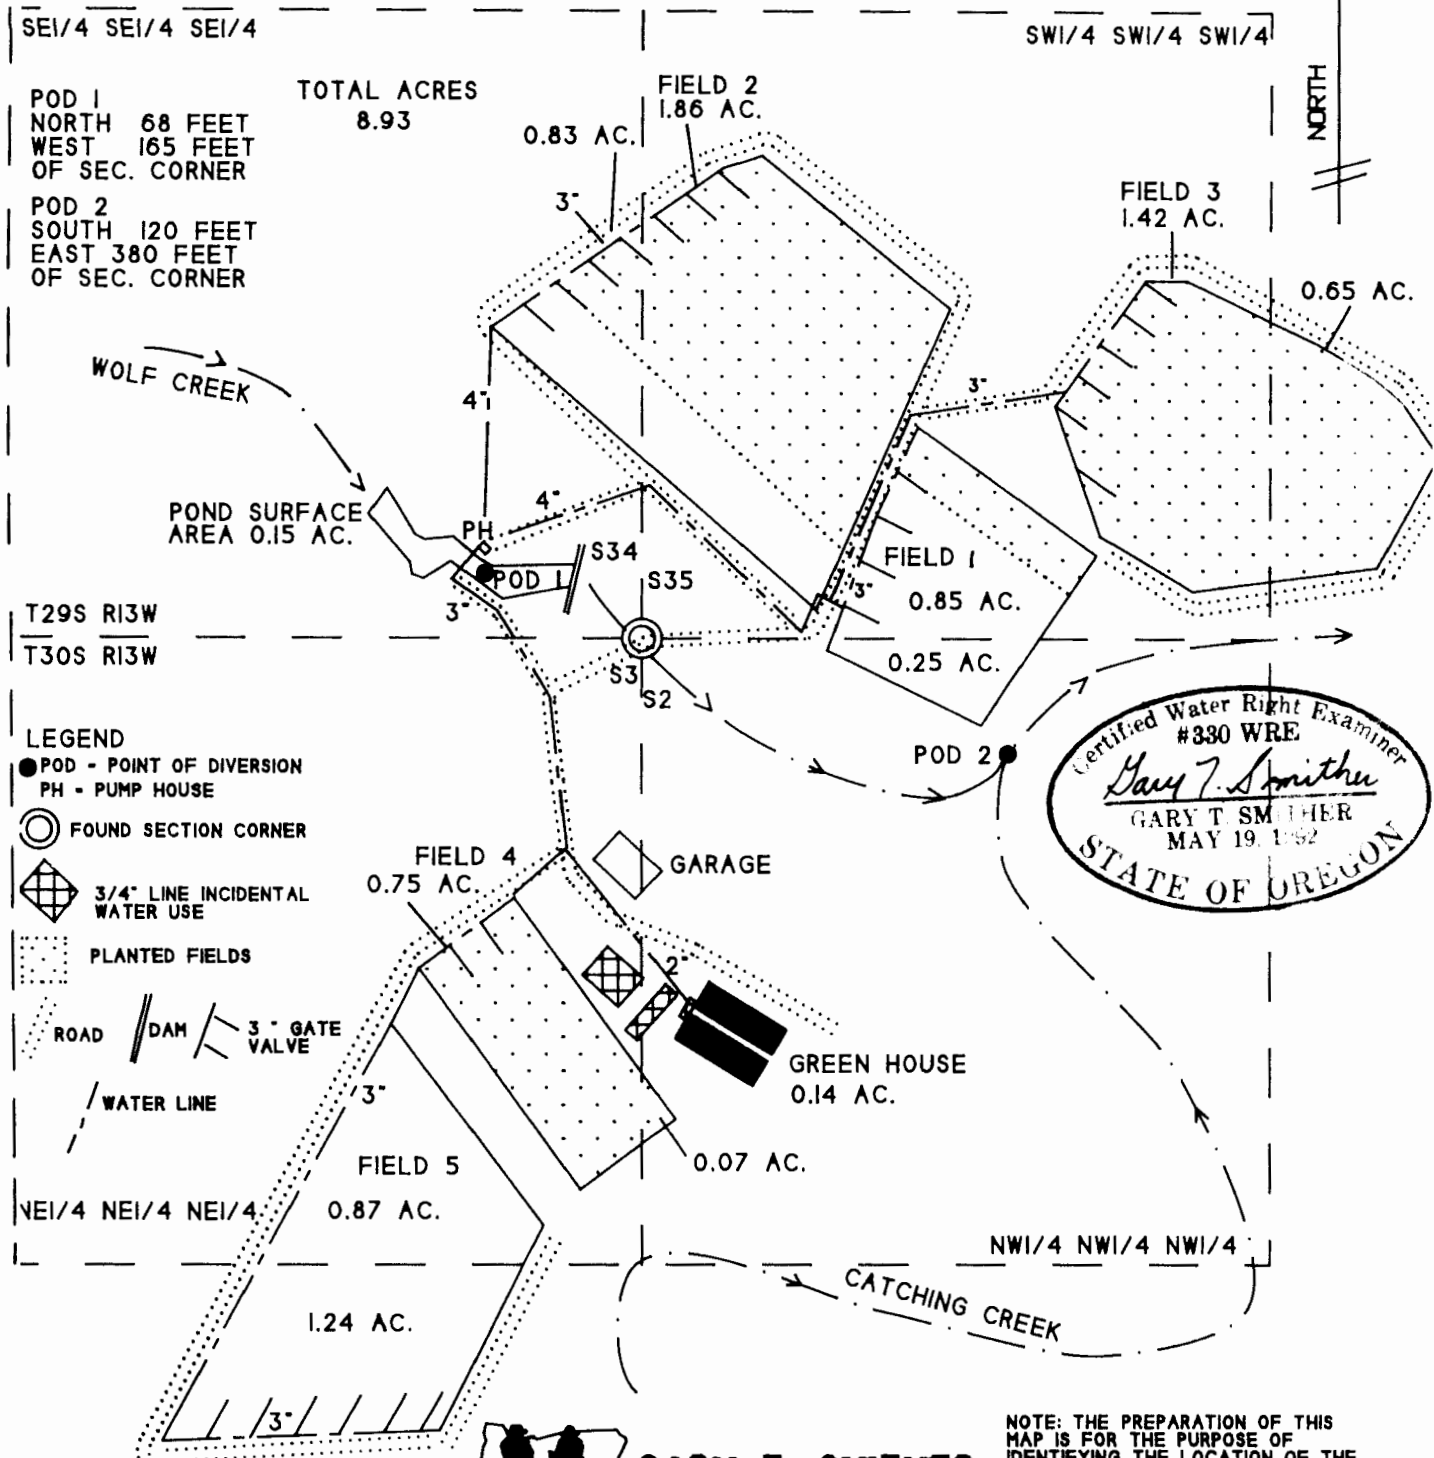 SE1/4 SE1/4 SE1/4
SW1/4 SW1/4 SW1/4
NORTH
POD 1
NORTH 68 FEET
WEST 165 FEET
OF SEC. CORNER
POD 2
SOUTH 120 FEET
EAST 380 FEET
OF SEC. CORNER
TOTAL ACRES
8.93
FIELD 2
1.86 AC.
0.83 AC.
3"
FIELD 3
1.42 AC.
0.65 AC.
WOLF CREEK
4"
3"
POND SURFACE
AREA 0.15 AC.
PH
4"
POD 1
S34
S35
3"
FIELD 1
0.85 AC.
3"
0.25 AC.
T29S R13W
T30S R13W
S3
S2
POD 2
LEGEND
POD - POINT OF DIVERSION
PH - PUMP HOUSE
FOUND SECTION CORNER
3/4" LINE INCIDENTAL
WATER USE
PLANTED FIELDS
ROAD
DAM
3" GATE
VALVE
WATER LINE
Certified Water Right Examiner
#330 WRE
Gary T. Smither
GARY T. SMITHER
MAY 19, 1992
STATE OF OREGON
FIELD 4
0.75 AC.
GARAGE
2"
GREEN HOUSE
0.14 AC.
3"
FIELD 5
0.87 AC.
0.07 AC.
NE1/4 NE1/4 NE1/4
NW1/4 NW1/4 NW1/4
1.24 AC.
CATCHING CREEK
3"
NOTE: THE PREPARATION OF THIS
MAP IS FOR THE PURPOSE OF
IDENTIFYING THE LOCATION OF THE
GARY T. SMITHER